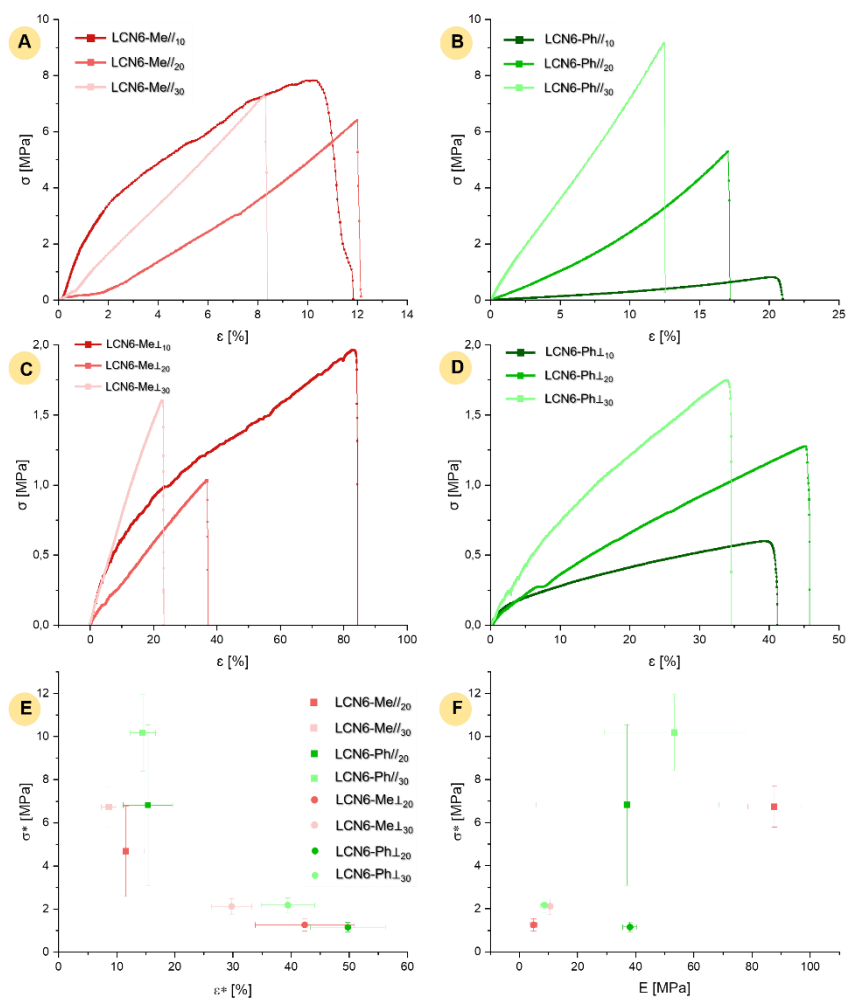 A
LCN6-Me//10
LCN6-Me//20
LCN6-Me//30
10
8
6
4
2
0
σ [MPa]
0 2 4 6 8 10 12 14
ε [%]
B
LCN6-Ph//10
LCN6-Ph//20
LCN6-Ph//30
10
8
6
4
2
0
σ [MPa]
0 5 10 15 20 25
ε [%]
C
LCN6-Me⊥10
LCN6-Me⊥20
LCN6-Me⊥30
2,0
1,5
1,0
0,5
0,0
σ [MPa]
0 20 40 60 80 100
ε [%]
D
LCN6-Ph⊥10
LCN6-Ph⊥20
LCN6-Ph⊥30
2,0
1,5
1,0
0,5
0,0
σ [MPa]
0 10 20 30 40 50
ε [%]
E
LCN6-Me//20
LCN6-Me//30
LCN6-Ph//20
LCN6-Ph//30
LCN6-Me⊥20
LCN6-Me⊥30
LCN6-Ph⊥20
LCN6-Ph⊥30
12
10
8
6
4
2
0
σ* [MPa]
0 10 20 30 40 50 60
ε* [%]
F
12
10
8
6
4
2
0
σ* [MPa]
0 20 40 60 80 100
E [MPa]